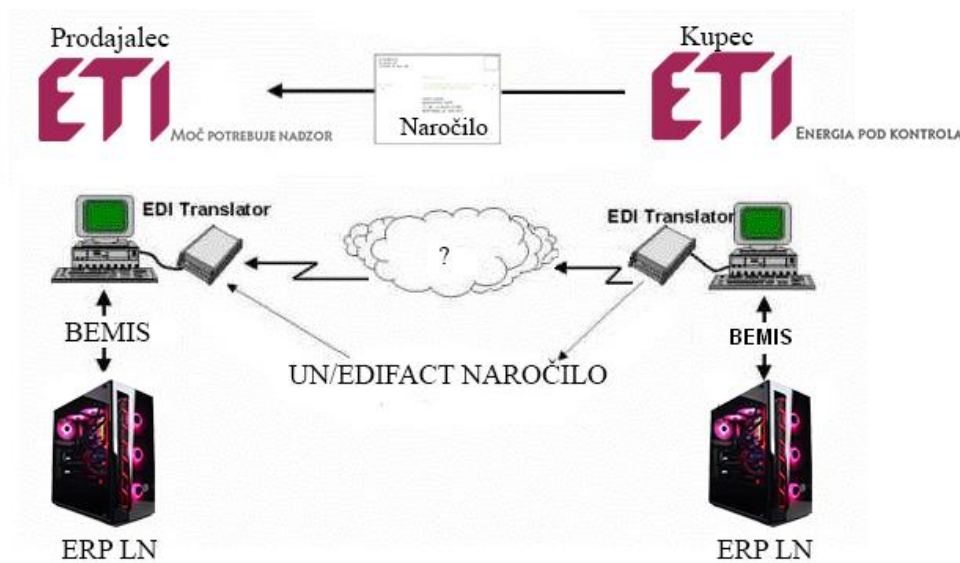 Prodajalec
Kupec
ETI
MOČ POTREBUJE NADZOR
Naročilo
ETI
ENERGIA POD KONTROLA
EDI Translator
EDI Translator
?
BEMIS
BEMIS
UN/EDIFACT NAROČILO
ERP LN
ERP LN